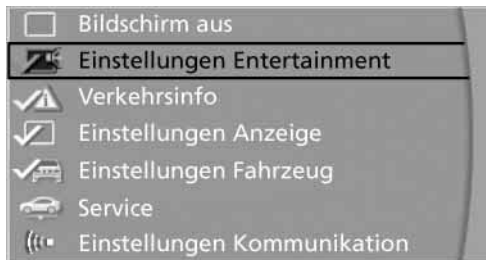 Bildschirm aus
Einstellungen Entertainment
Verkehrsinfo
Einstellungen Anzeige
Einstellungen Fahrzeug
Service
Einstellungen Kommunikation